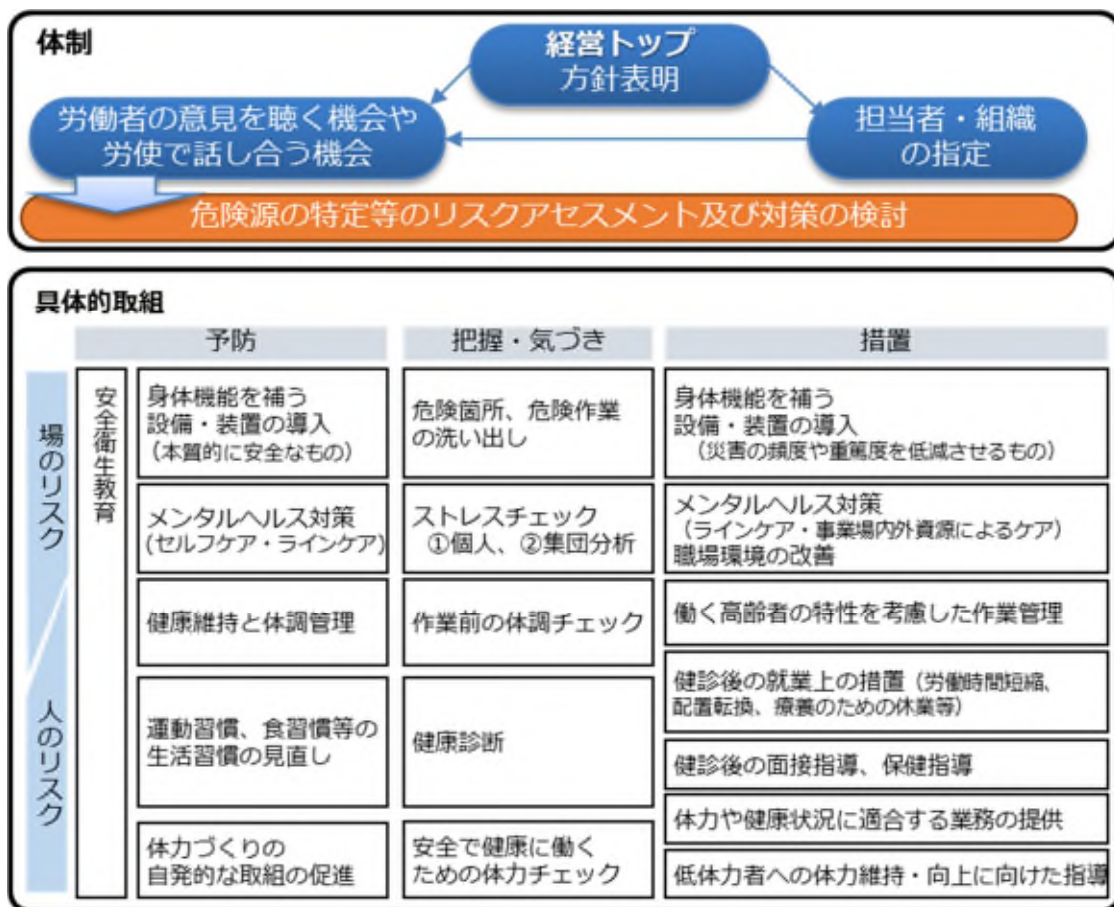 体制
経営トップ
方針表明
労働者の意見を聴く機会や
労使で話し合う機会
担当者・組織
の指定
危険源の特定等のリスクアセスメント及び対策の検討
具体的取組
予防
把握・気づき
措置
場のリスク
人のリスク
安全衛生教育
身体機能を補う
設備・装置の導入
（本質的に安全なもの）
危険箇所、危険作業
の洗い出し
身体機能を補う
設備・装置の導入
（災害の頻度や重篤度を低減させるもの）
メンタルヘルス対策
(セルフケア・ラインケア)
ストレスチェック
①個人、②集団分析
メンタルヘルス対策
（ラインケア・事業場内外資源によるケア）
職場環境の改善
健康維持と体調管理
作業前の体調チェック
働く高齢者の特性を考慮した作業管理
運動習慣、食習慣等の
生活習慣の見直し
健康診断
健診後の就業上の措置（労働時間短縮、
配置転換、療養のための休業等）
健診後の面接指導、保健指導
体力づくりの
自発的な取組の促進
安全で健康に働く
ための体力チェック
体力や健康状況に適合する業務の提供
低体力者への体力維持・向上に向けた指導